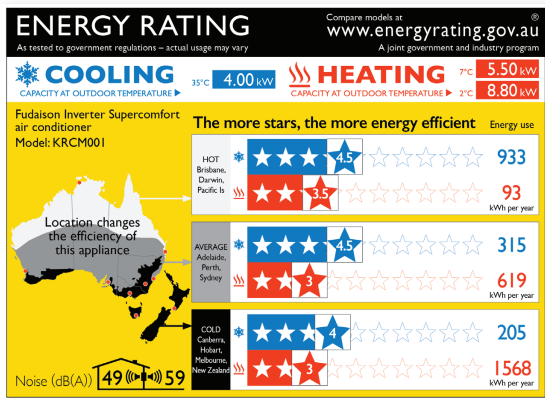 ENERGY RATING
As tested to government regulations – actual usage may vary
Compare models at
®
www.energyrating.gov.au
A joint government and industry program
COOLING
CAPACITY AT OUTDOOR TEMPERATURE ▶
35°C 4.00 kW
HEATING
CAPACITY AT OUTDOOR TEMPERATURE ▶
7°C 5.50 kW
2°C 8.80 kW
Fudaison Inverter Supercomfort
air conditioner
Model: KRCM001
The more stars, the more energy efficient
Energy use
HOT
Brisbane,
Darwin,
Pacific Is
4.5
933
3.5
93
kWh per year
Location changes
the efficiency of
this appliance
AVERAGE
Adelaide,
Perth,
Sydney
4.5
315
3
619
kWh per year
COLD
Canberra,
Hobart,
Melbourne,
New Zealand
4
205
3
1568
kWh per year
Noise (dB(A)) 49 59